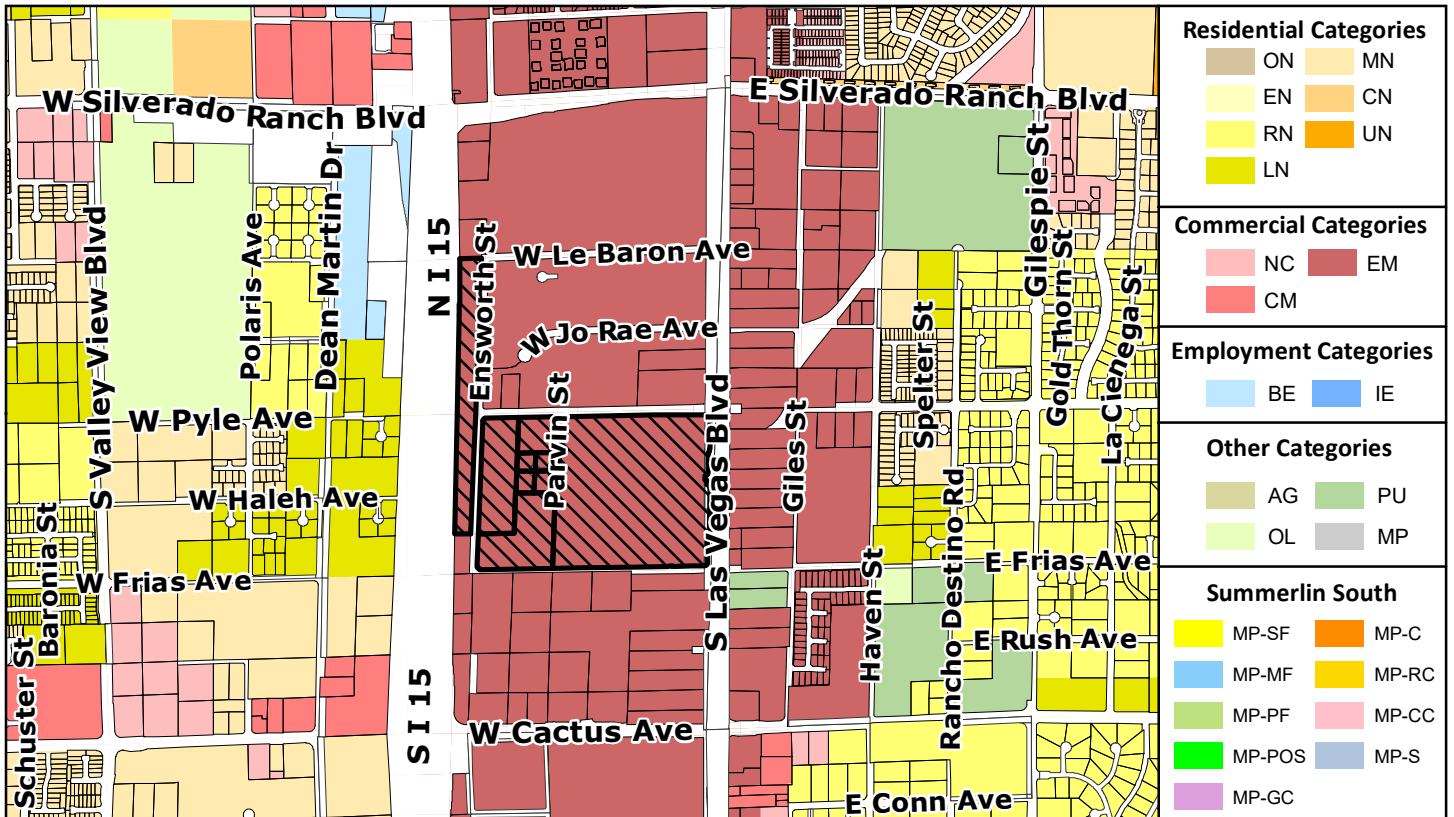 W Silverado Ranch Blvd
E Silverado Ranch Blvd
S Valley View Blvd
Polaris Ave
Dean Martin Dr
N I 15
Ensworth St
W Le Baron Ave
W Jo Rae Ave
Gilespie St
Gold Thorn St
La Cienega St
Spelter St
W Pyle Ave
Parvin St
S Las Vegas Blvd
Giles St
W Haleh Ave
Baronia St
W Frias Ave
Rancho Destino Rd
E Frias Ave
Haven St
E Rush Ave
Schuster St
S I 15
W Cactus Ave
E Conn Ave
Residential Categories
ON
MN
EN
CN
RN
UN
LN
Commercial Categories
NC
EM
CM
Employment Categories
BE
IE
Other Categories
AG
PU
OL
MP
Summerlin South
MP-SF
MP-C
MP-MF
MP-RC
MP-PF
MP-CC
MP-POS
MP-S
MP-GC